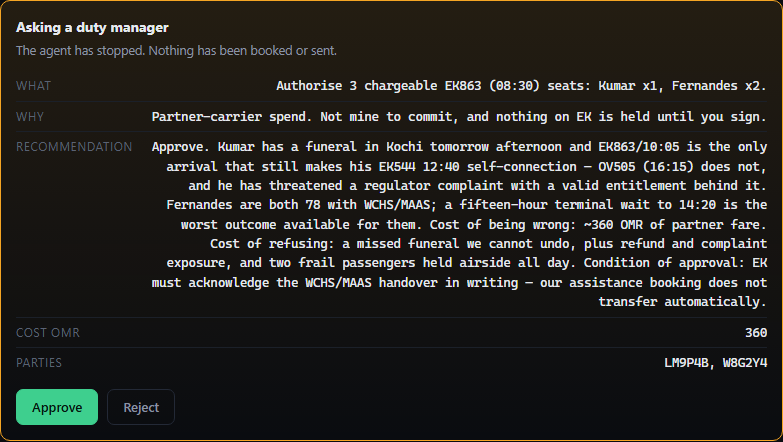 Asking a duty manager
The agent has stopped. Nothing has been booked or sent.
WHAT
Authorise 3 chargeable EK863 (08:30) seats: Kumar x1, Fernandes x2.
WHY
Partner-carrier spend. Not mine to commit, and nothing on EK is held until you sign.
RECOMMENDATION
Approve. Kumar has a funeral in Kochi tomorrow afternoon and EK863/10:05 is the only
arrival that still makes his EK544 12:40 self-connection — OV505 (16:15) does not,
and he has threatened a regulator complaint with a valid entitlement behind it.
Fernandes are both 78 with WCHS/MAAS; a fifteen-hour terminal wait to 14:20 is the
worst outcome available for them. Cost of being wrong: ~360 OMR of partner fare.
Cost of refusing: a missed funeral we cannot undo, plus refund and complaint
exposure, and two frail passengers held airside all day. Condition of approval: EK
must acknowledge the WCHS/MAAS handover in writing — our assistance booking does not
transfer automatically.
COST OMR
360
PARTIES
LM9P4B, W8G2Y4
Approve
Reject